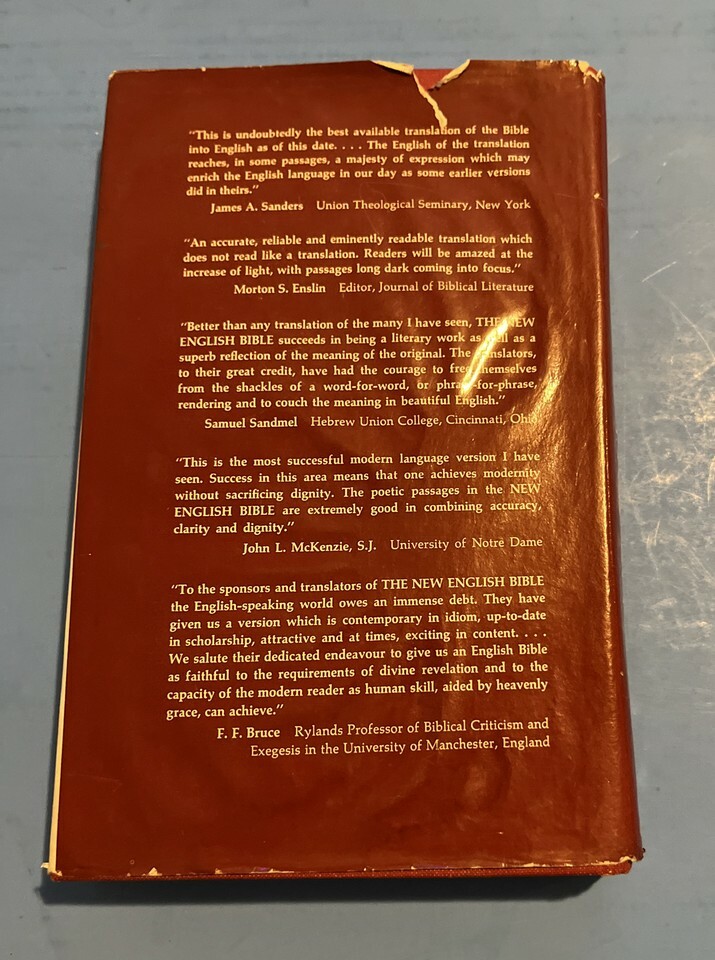 "This is undoubtedly the best available translation of the Bible
into English as of this date. . . . The English of the translation
reaches, in some passages, a majesty of expression which may
enrich the English language in our day as some earlier versions
did in theirs."
James A. Sanders Union Theological Seminary, New York
"An accurate, reliable and eminently readable translation which
does not read like a translation. Readers will be amazed at the
increase of light, with passages long dark coming into focus."
Morton S. Enslin Editor, Journal of Biblical Literature
"Better than any translation of the many I have seen, THE NEW
ENGLISH BIBLE succeeds in being a literary work as well as a
superb reflection of the meaning of the original. The translators,
to their great credit, have had the courage to free themselves
from the shackles of a word-for-word, or phrase-for-phrase,
rendering and to couch the meaning in beautiful English."
Samuel Sandmel Hebrew Union College, Cincinnati, Ohio
"This is the most successful modern language version I have
seen. Success in this area means that one achieves modernity
without sacrificing dignity. The poetic passages in the NEW
ENGLISH BIBLE are extremely good in combining accuracy,
clarity and dignity."
John L. McKenzie, S.J. University of Notre Dame
"To the sponsors and translators of THE NEW ENGLISH BIBLE
the English-speaking world owes an immense debt. They have
given us a version which is contemporary in idiom, up-to-date
in scholarship, attractive and at times, exciting in content. . . .
We salute their dedicated endeavour to give us an English Bible
as faithful to the requirements of divine revelation and to the
capacity of the modern reader as human skill, aided by heavenly
grace, can achieve."
F. F. Bruce Rylands Professor of Biblical Criticism and
Exegesis in the University of Manchester, England